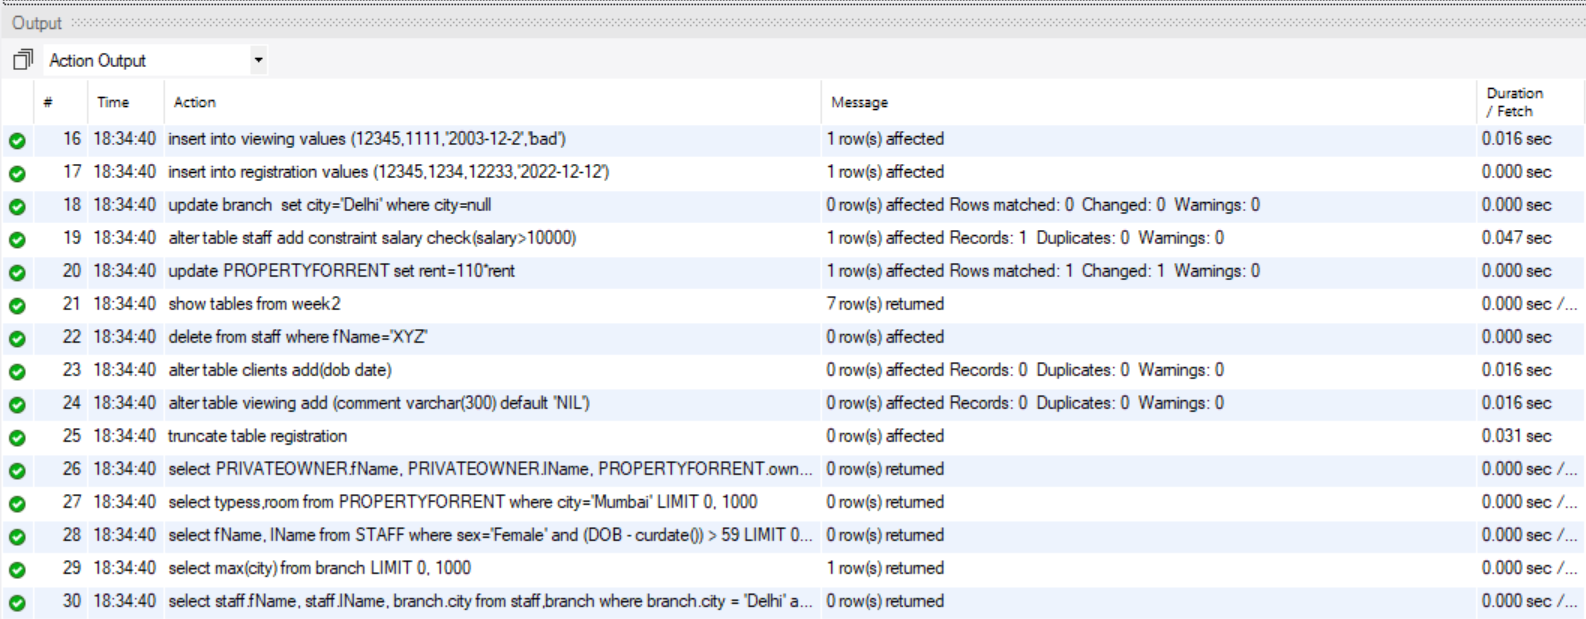 Output
Action Output
# Time Action Message Duration / Fetch
16 18:34:40 insert into viewing values (12345,1111,'2003-12-2','bad') 1 row(s) affected 0.016 sec
17 18:34:40 insert into registration values (12345,1234,12233,'2022-12-12') 1 row(s) affected 0.000 sec
18 18:34:40 update branch  set city='Delhi' where city=null 0 row(s) affected Rows matched: 0  Changed: 0  Warnings: 0 0.000 sec
19 18:34:40 alter table staff add constraint salary check(salary>10000) 1 row(s) affected Records: 1  Duplicates: 0  Warnings: 0 0.047 sec
20 18:34:40 update PROPERTYFORRENT set rent=110*rent 1 row(s) affected Rows matched: 1  Changed: 1  Warnings: 0 0.000 sec
21 18:34:40 show tables from week2 7 row(s) returned 0.000 sec /...
22 18:34:40 delete from staff where fName="XYZ" 0 row(s) affected 0.000 sec
23 18:34:40 alter table clients add(dob date) 0 row(s) affected Records: 0  Duplicates: 0  Warnings: 0 0.016 sec
24 18:34:40 alter table viewing add (comment varchar(300) default 'NIL') 0 row(s) affected Records: 0  Duplicates: 0  Warnings: 0 0.016 sec
25 18:34:40 truncate table registration 0 row(s) affected 0.031 sec
26 18:34:40 select PRIVATEOWNER.fName, PRIVATEOWNER.lName, PROPERTYFORRENT.own... 0 row(s) returned 0.000 sec /...
27 18:34:40 select typess,room from PROPERTYFORRENT where city='Mumbai' LIMIT 0, 1000 0 row(s) returned 0.000 sec /...
28 18:34:40 select fName, lName from STAFF where sex='Female' and (DOB - curdate()) > 59 LIMIT 0... 0 row(s) returned 0.000 sec /...
29 18:34:40 select max(city) from branch LIMIT 0, 1000 1 row(s) returned 0.000 sec /...
30 18:34:40 select staff.fName, staff.lName, branch.city from staff,branch where branch.city = 'Delhi' a... 0 row(s) returned 0.000 sec /...